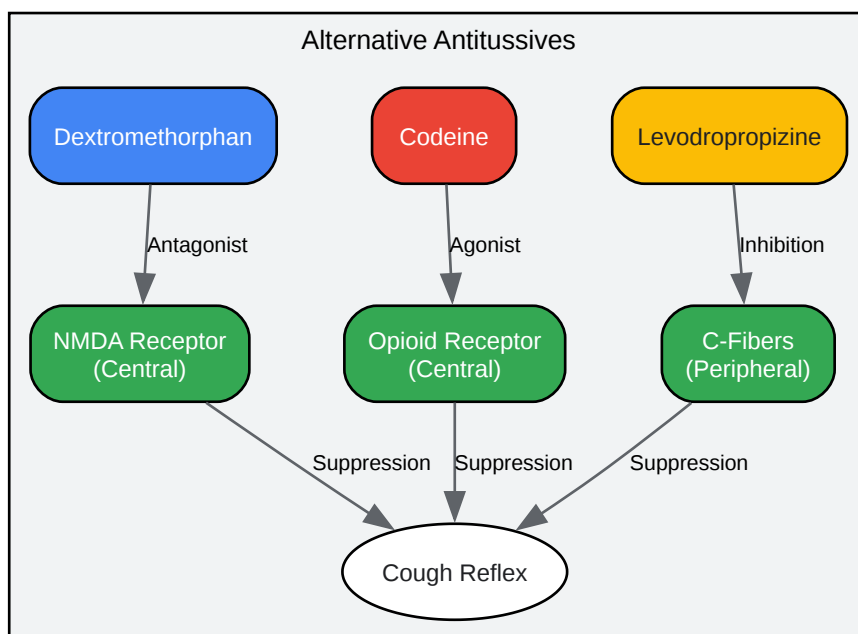 Alternative Antitussives
Dextromethorphan
Codeine
Levodropropizine
Antagonist
Agonist
Inhibition
NMDA Receptor
(Central)
Opioid Receptor
(Central)
C-Fibers
(Peripheral)
Suppression
Suppression
Suppression
Cough Reflex